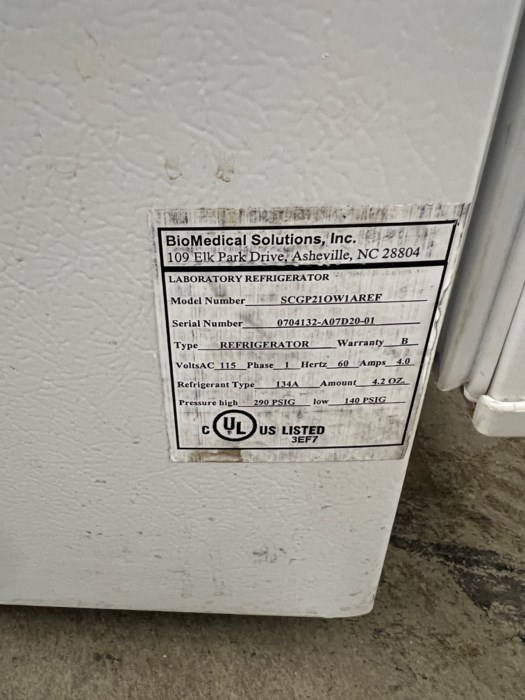 BioMedical Solutions, Inc.
109 Elk Park Drive, Asheville, NC 28804
LABORATORY REFRIGERATOR
Model Number SCGP21OW1AREF
Serial Number 0704132-A07D20-01
Type REFRIGERATOR Warranty B
VoltsAC 115 Phase 1 Hertz 60 Amps 4.0
Refrigerant Type 134A Amount 4.2 OZ.
Pressure high 290 PSIG low 140 PSIG
C UL US LISTED
3EF7